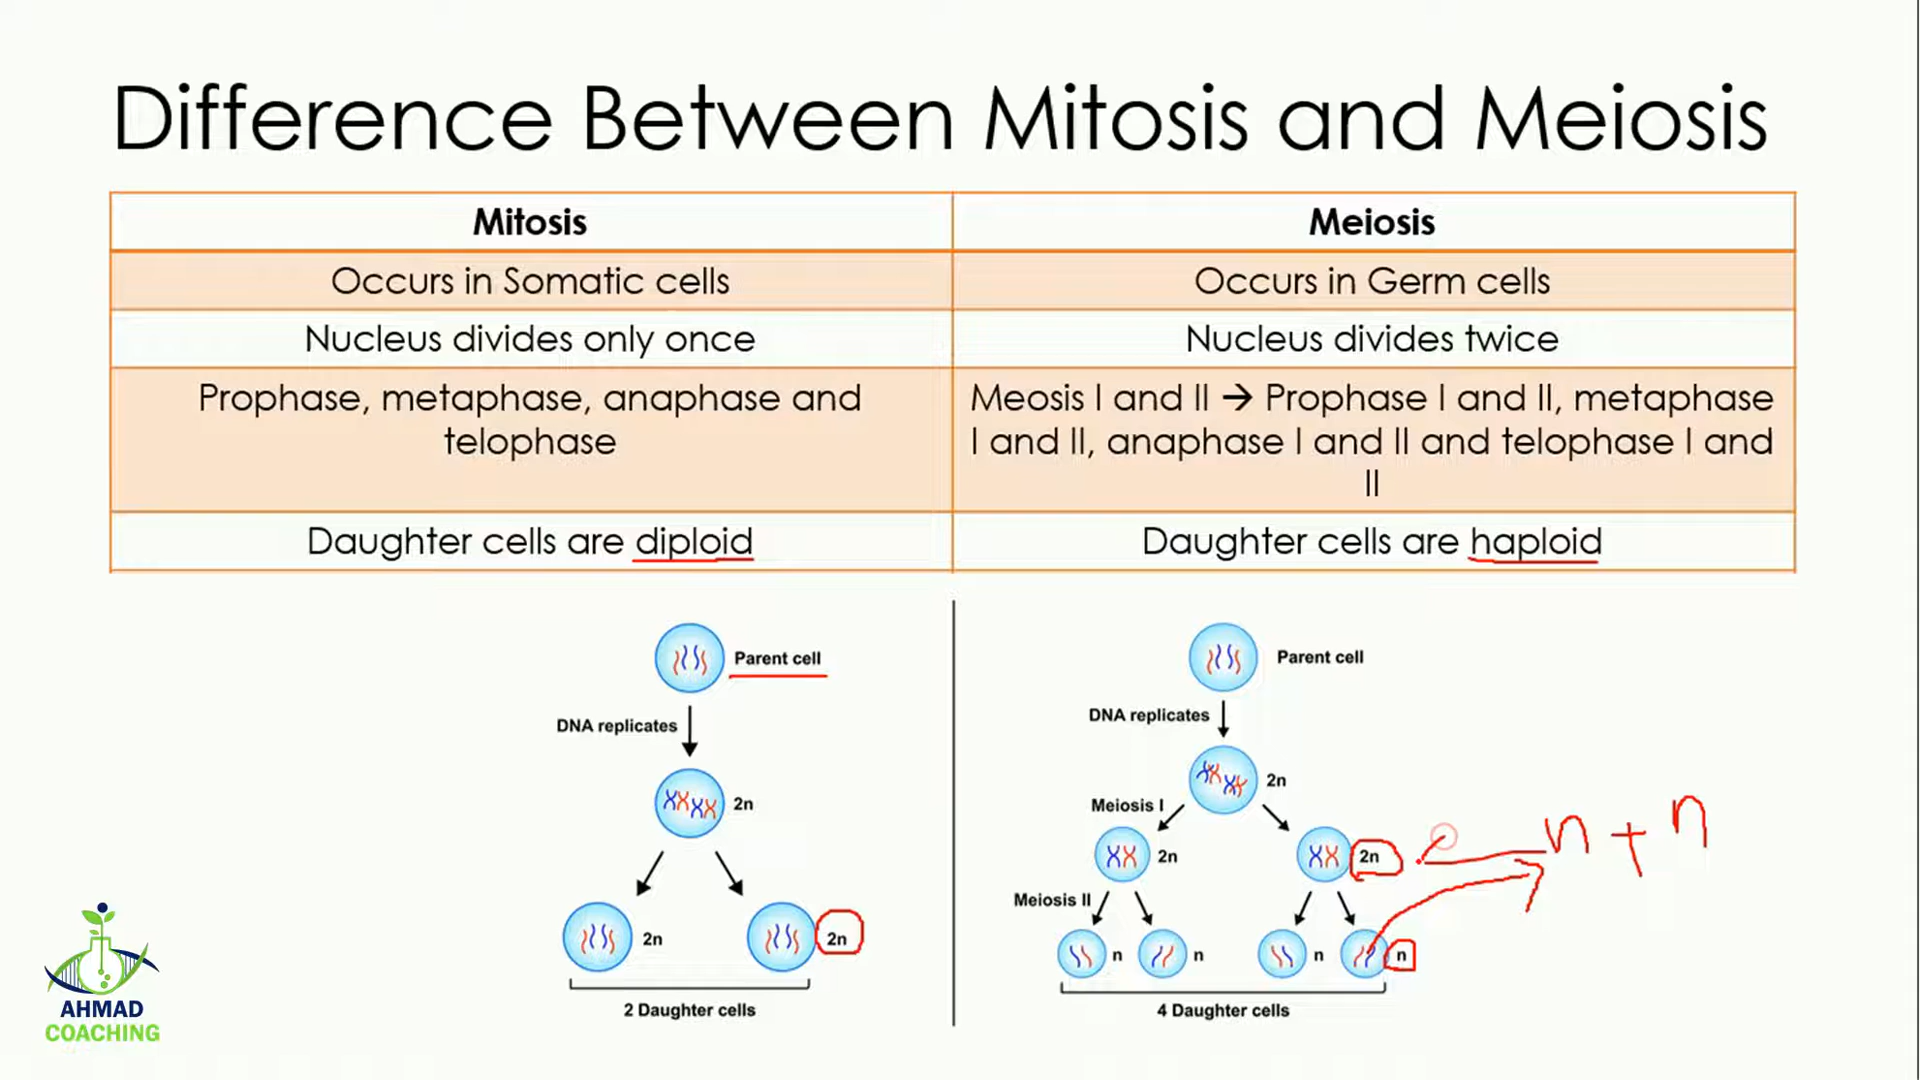 Difference Between Mitosis and Meiosis
Mitosis
Meiosis
Occurs in Somatic cells
Occurs in Germ cells
Nucleus divides only once
Nucleus divides twice
Prophase, metaphase, anaphase and
telophase
Meosis I and II → Prophase I and II, metaphase
I and II, anaphase I and II and telophase I and
II
Daughter cells are diploid
Daughter cells are haploid
Parent cell
DNA replicates
2n
2n
2n
2 Daughter cells
Parent cell
DNA replicates
2n
Meiosis I
2n
2n
n + n
Meiosis II
n
n
n
n
4 Daughter cells
AHMAD
COACHING